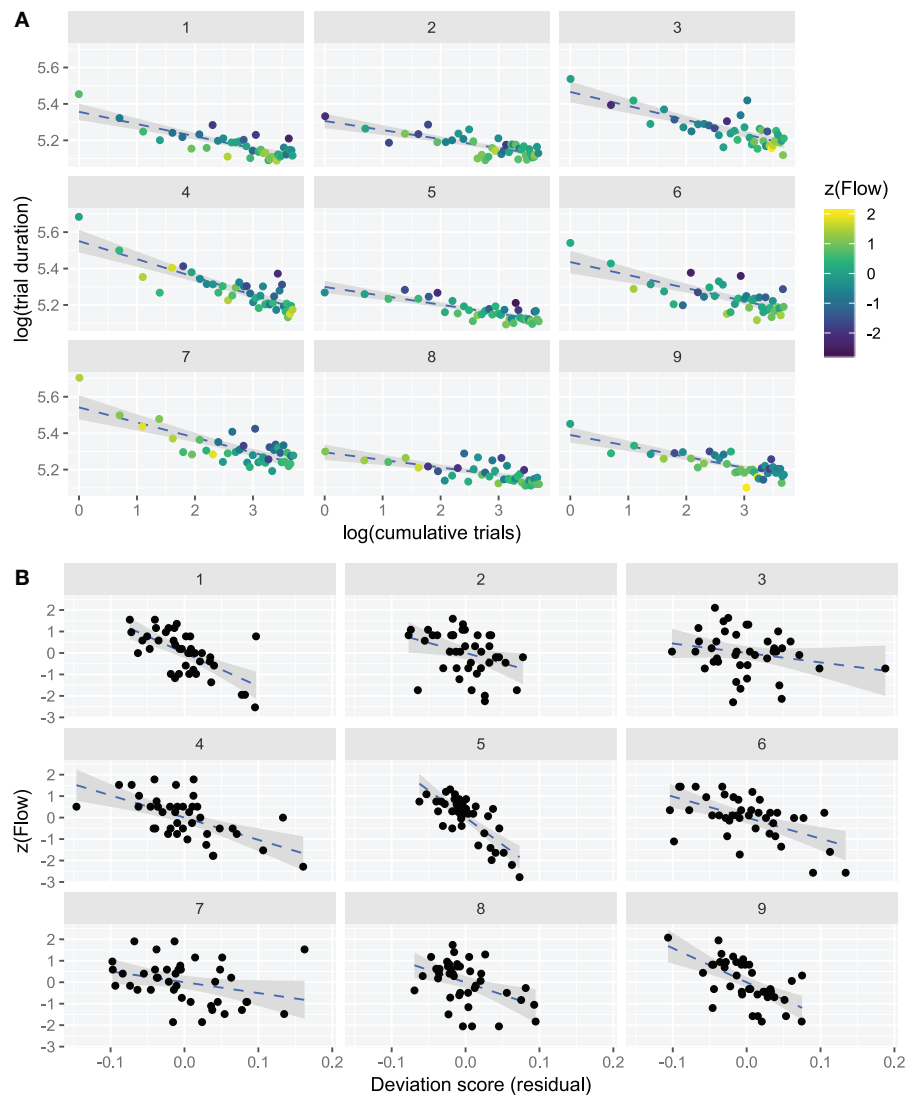 A
1 2 3
5.6
5.4
5.2
4 5 6
5.6
5.4
5.2
7 8 9
5.6
5.4
5.2
0 1 2 3 0 1 2 3 0 1 2 3
log(trial duration)
log(cumulative trials)
z(Flow)
2
1
0
-1
-2
B
1 2 3
2
1
0
-1
-2
-3
4 5 6
2
1
0
-1
-2
-3
7 8 9
2
1
0
-1
-2
-3
-0.1 0.0 0.1 0.2 -0.1 0.0 0.1 0.2 -0.1 0.0 0.1 0.2
z(Flow)
Deviation score (residual)